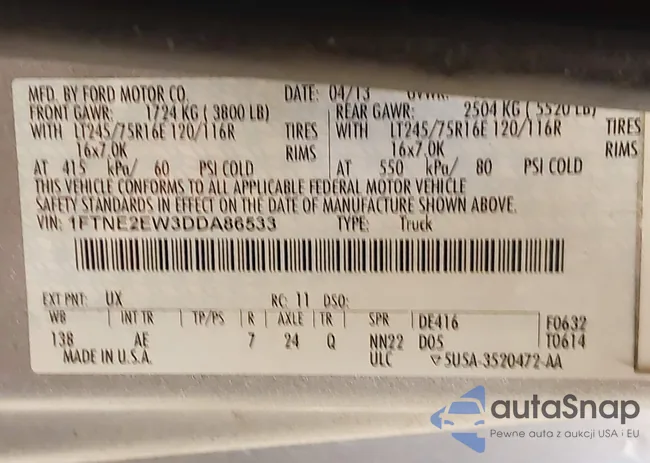 MFD. BY FORD MOTOR CO. DATE: 04/13
FRONT GAWR: 1724 KG ( 3800 LB) REAR GAWR: 2504 KG ( 5520 LB)
WITH LT245/75R16E 120/116R TIRES WITH LT245/75R16E 120/116R TIRES
16x7.0K RIMS 16x7.0K RIMS
AT 415 kPa/ 60 PSI COLD AT 550 kPa/ 80 PSI COLD
THIS VEHICLE CONFORMS TO ALL APPLICABLE FEDERAL MOTOR VEHICLE
SAFETY STANDARDS IN EFFECT ON THE DATE OF MANUFACTURE SHOWN ABOVE.
VIN: 1FTNE2EW3DDA86533 TYPE: Truck
EXT PNT: UX RC: 11 DSO:
WB INT TR TP/PS R AXLE TR SPR DE416 F0632
138 AE 7 24 Q NN22 D05 T0614
MADE IN U.S.A. ULC 5U5A-3520472-AA
autaSnap
Pewne auta z aukcji USA i EU